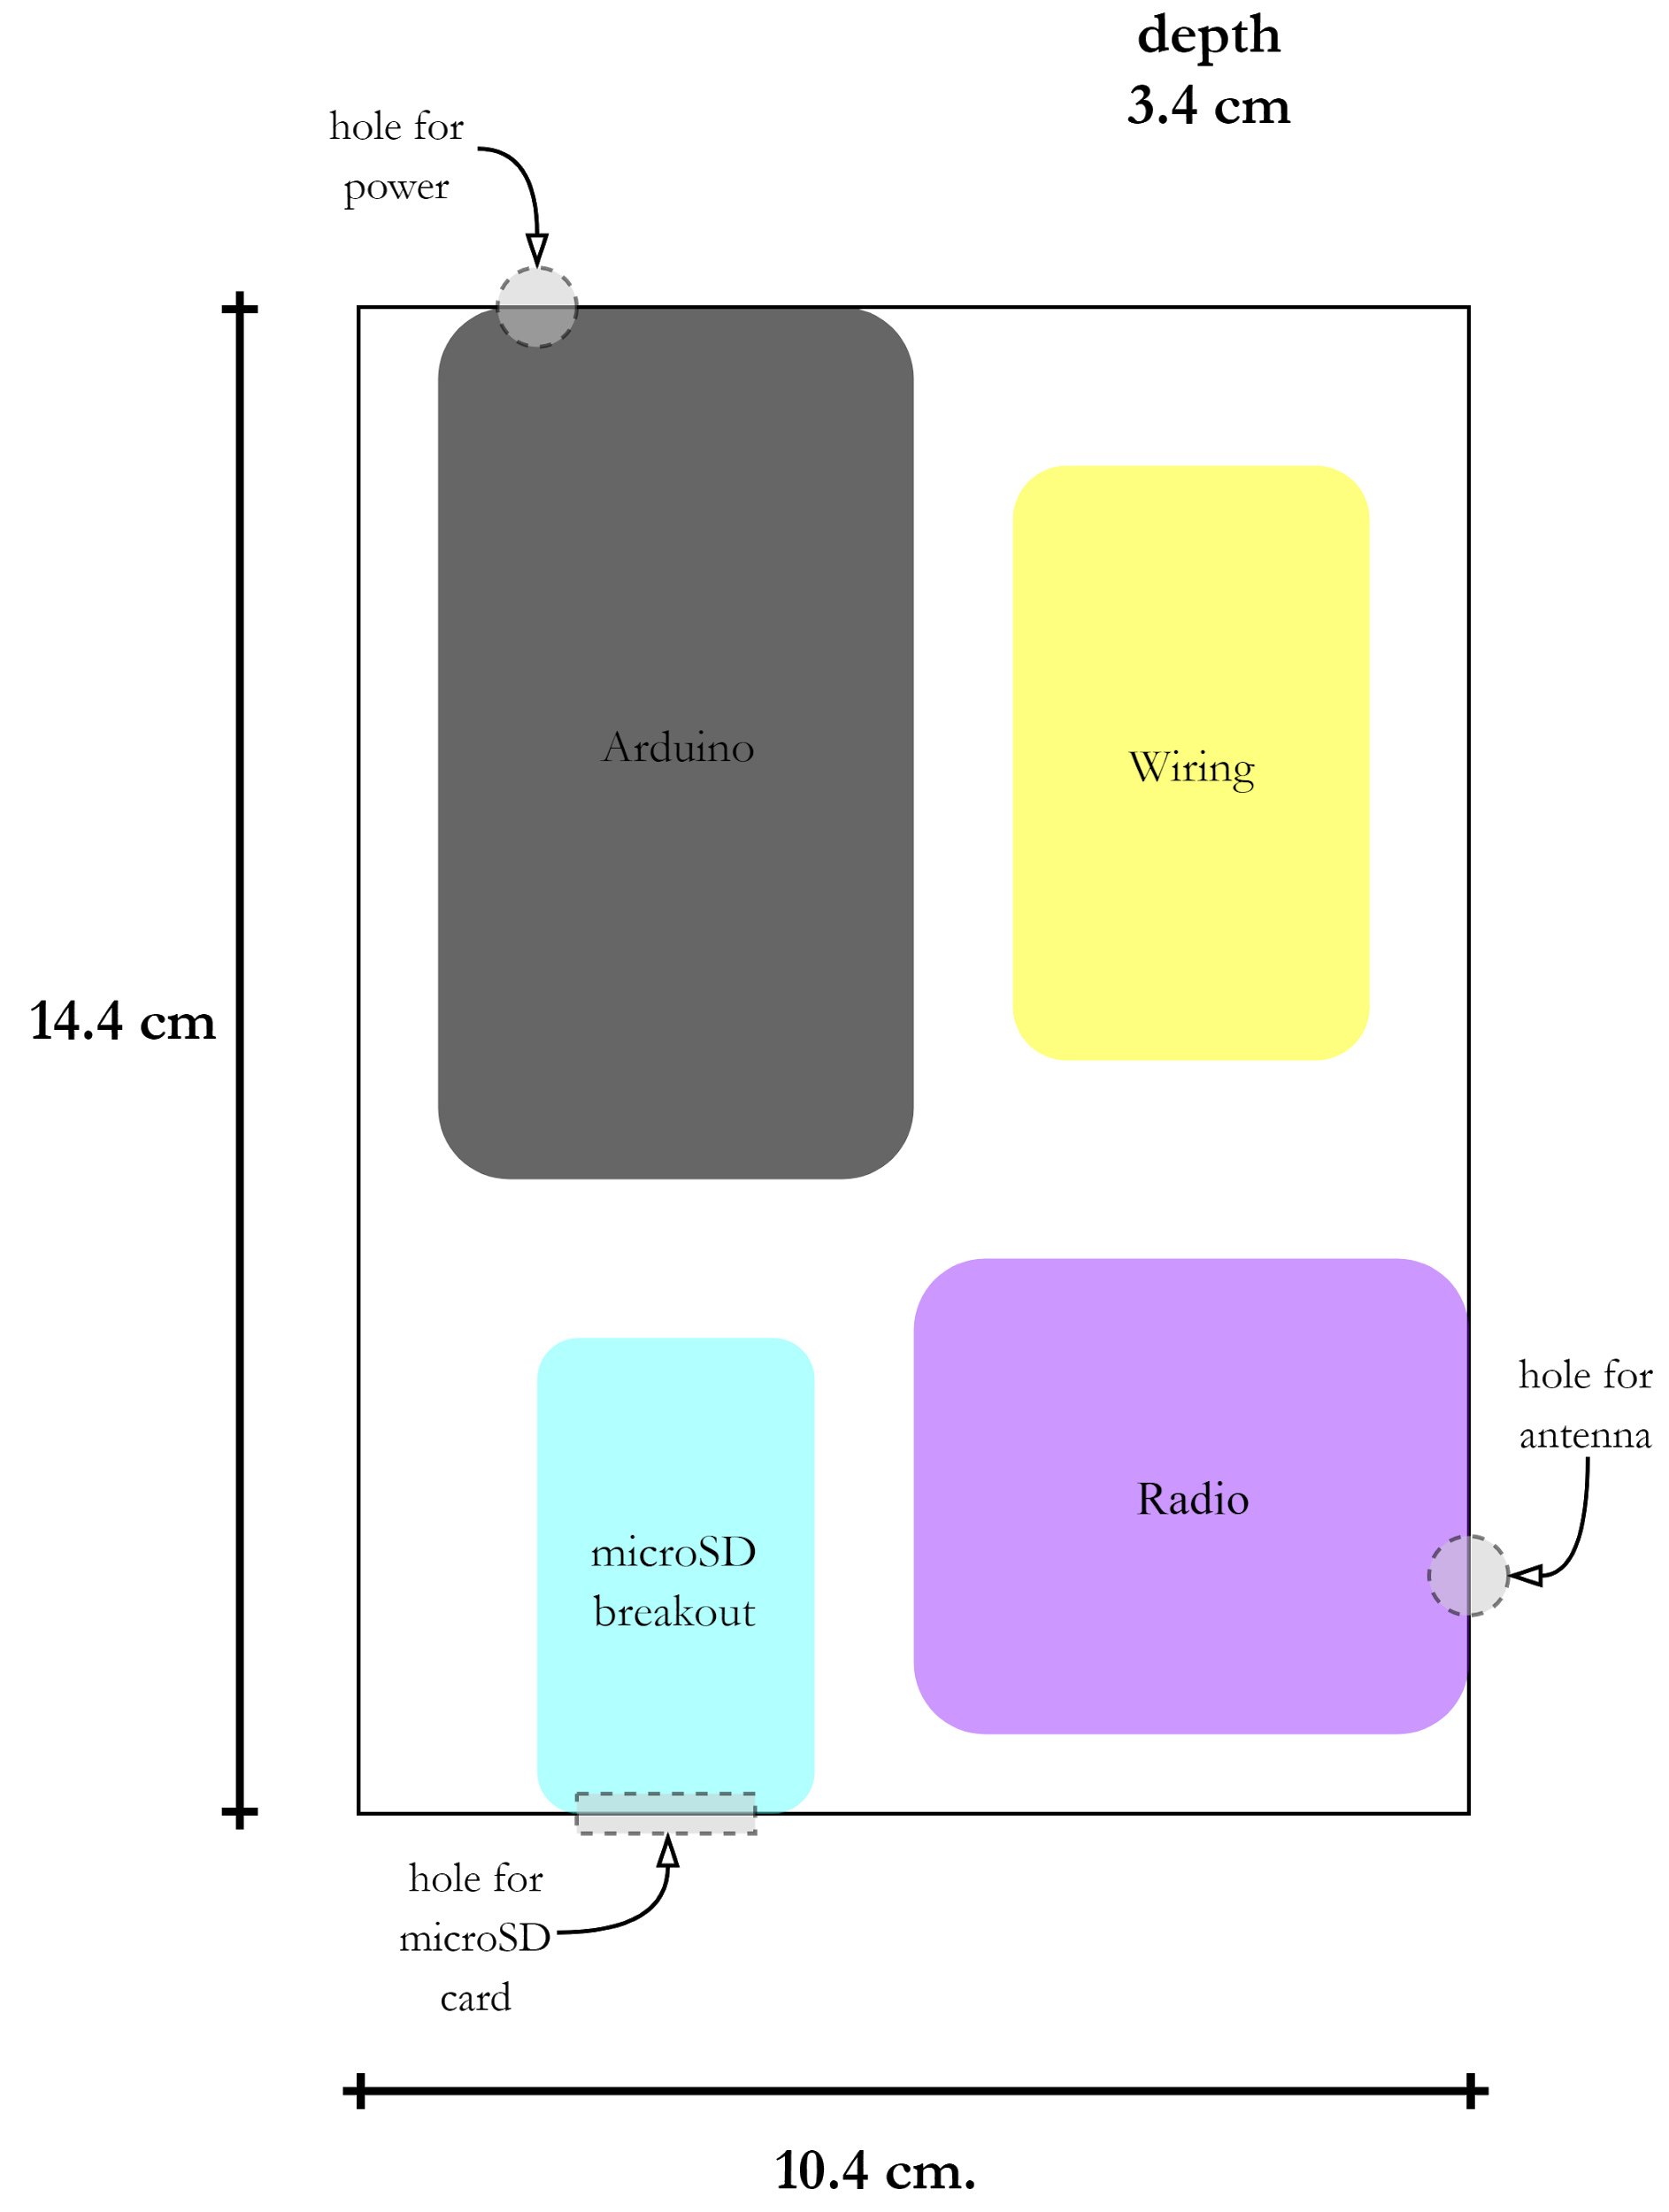 depth
3.4 cm
hole for
power
Arduino
Wiring
14.4 cm
hole for
antenna
Radio
microSD
breakout
hole for
microSD
card
10.4 cm.